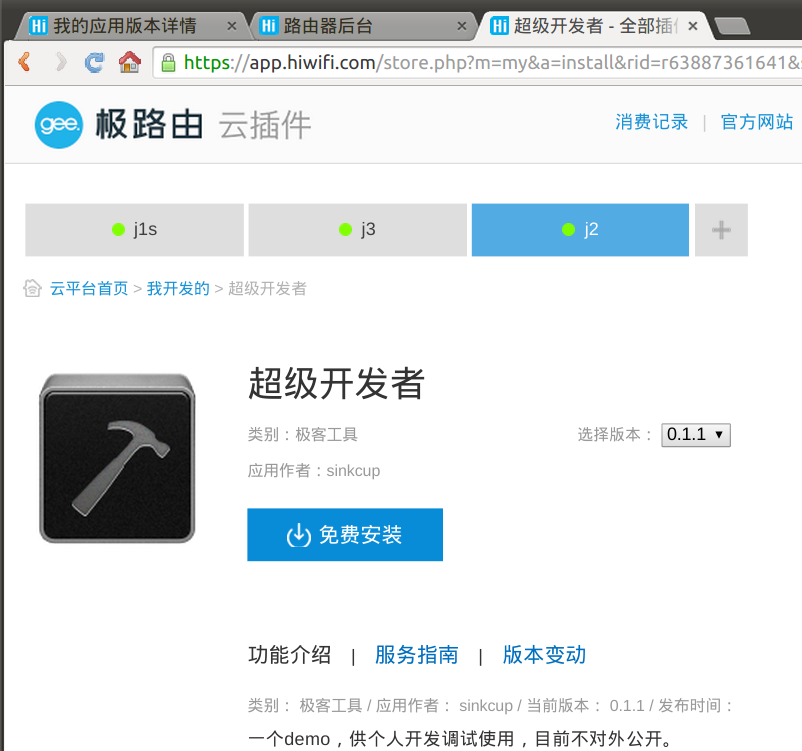 Hi 我的应用版本详情 × Hi 路由器后台 × Hi 超级开发者 - 全部插 ×
https://app.hiwifi.com/store.php?m=my&a=install&rid=r63887361641&
gee. 极路由 云插件 消费记录 | 官方网站
j1s j3 j2 +
云平台首页 > 我开发的 > 超级开发者
超级开发者
类别：极客工具 选择版本： 0.1.1 ▼
应用作者：sinkcup
免费安装
功能介绍 | 服务指南 | 版本变动
类别： 极客工具 / 应用作者： sinkcup / 当前版本： 0.1.1 / 发布时间：
一个demo，供个人开发调试使用，目前不对外公开。